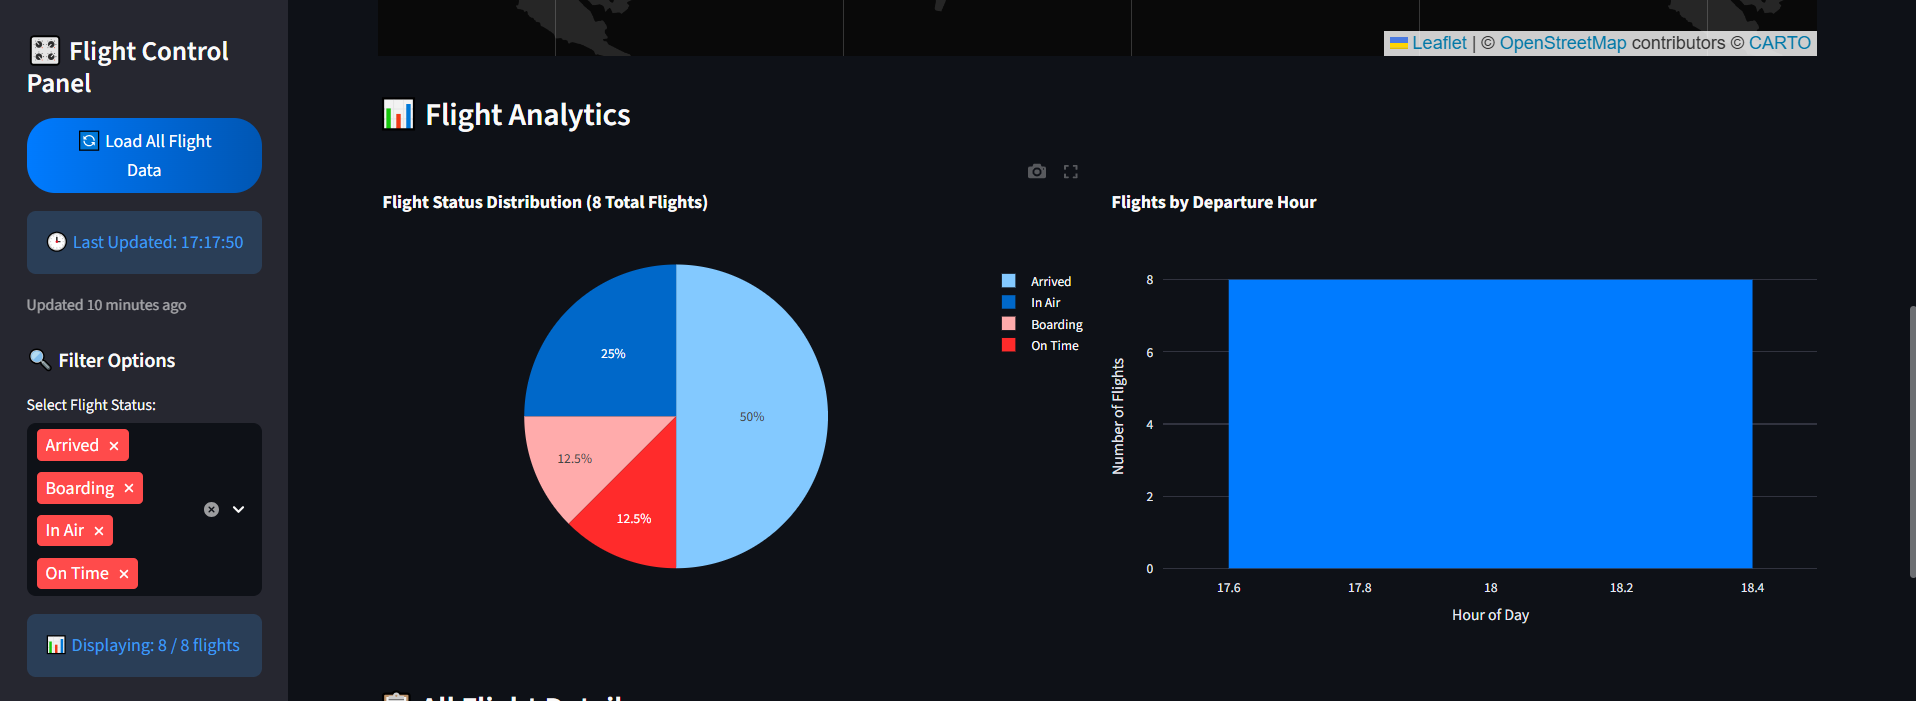 Flight Control
Panel
Load All Flight
Data
Last Updated: 17:17:50
Updated 10 minutes ago
Filter Options
Select Flight Status:
Arrived ×
Boarding ×
In Air ×
On Time ×
Displaying: 8 / 8 flights
Leaflet | © OpenStreetMap contributors © CARTO
Flight Analytics
Flight Status Distribution (8 Total Flights)
25%
50%
12.5%
12.5%
Arrived
In Air
Boarding
On Time
Flights by Departure Hour
Number of Flights
8
6
4
2
0
17.6 17.8 18 18.2 18.4
Hour of Day
All Flight Details